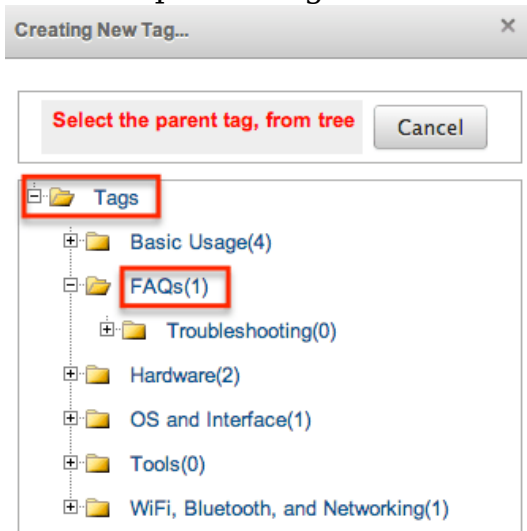 Creating New Tag...
Select the parent tag, from tree
Cancel
Tags
Basic Usage(4)
FAQs(1)
Troubleshooting(0)
Hardware(2)
OS and Interface(1)
Tools(0)
WiFi, Bluetooth, and Networking(1)